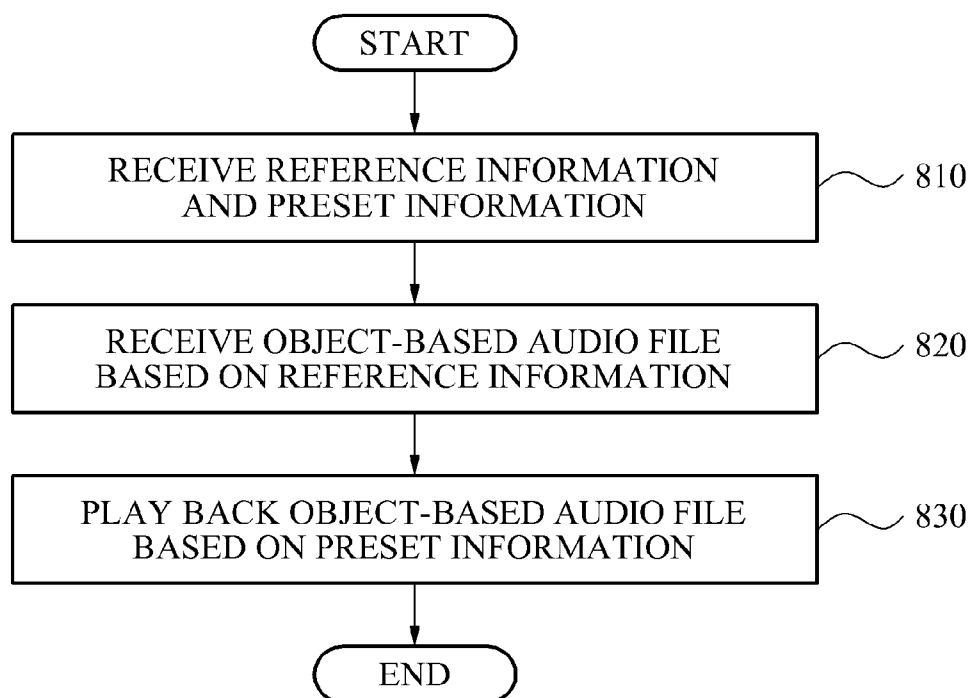 START
RECEIVE REFERENCE INFORMATION
AND PRESET INFORMATION
810
RECEIVE OBJECT-BASED AUDIO FILE
BASED ON REFERENCE INFORMATION
820
PLAY BACK OBJECT-BASED AUDIO FILE
BASED ON PRESET INFORMATION
830
END